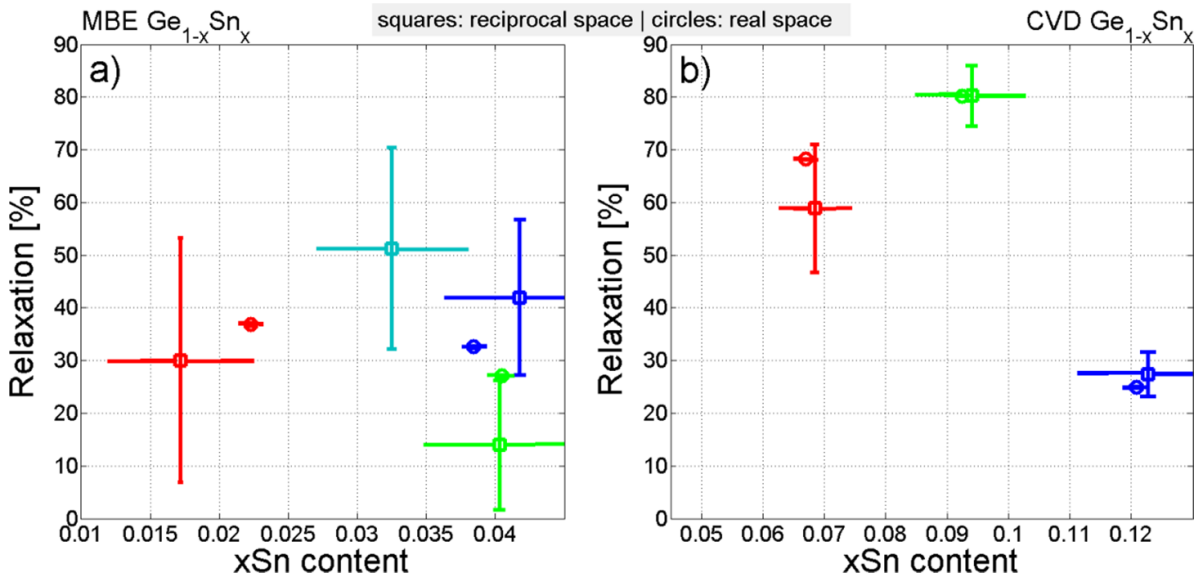 MBE Ge1-xSnx
squares: reciprocal space | circles: real space
CVD Ge1-xSnx
a)
90
80
70
60
50
40
30
20
10
0
Relaxation [%]
0.01 0.015 0.02 0.025 0.03 0.035 0.04
xSn content
b)
90
80
70
60
50
40
30
20
10
0
Relaxation [%]
0.05 0.06 0.07 0.08 0.09 0.1 0.11 0.12
xSn content